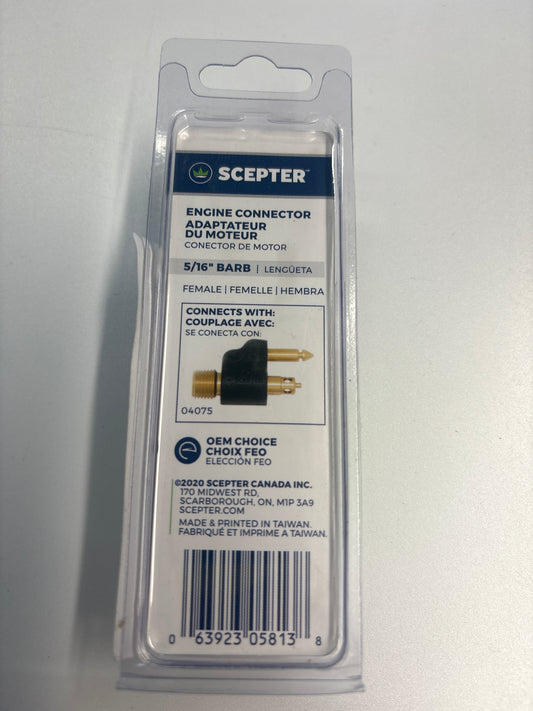 SCEPTER™
ENGINE CONNECTOR
ADAPTATEUR
DU MOTEUR
CONECTOR DE MOTOR
5/16" BARB | LENGÜETA
FEMALE | FEMELLE | HEMBRA
CONNECTS WITH:
COUPLAGE AVEC:
SE CONECTA CON:
04075
e
OEM CHOICE
CHOIX FEO
ELECCIÓN FEO
©2020 SCEPTER CANADA INC.
170 MIDWEST RD,
SCARBOROUGH, ON, M1P 3A9
SCEPTER.COM
MADE & PRINTED IN TAIWAN.
FABRIQUÉ ET IMPRIME A TAIWAN.
0 63923 05813 8